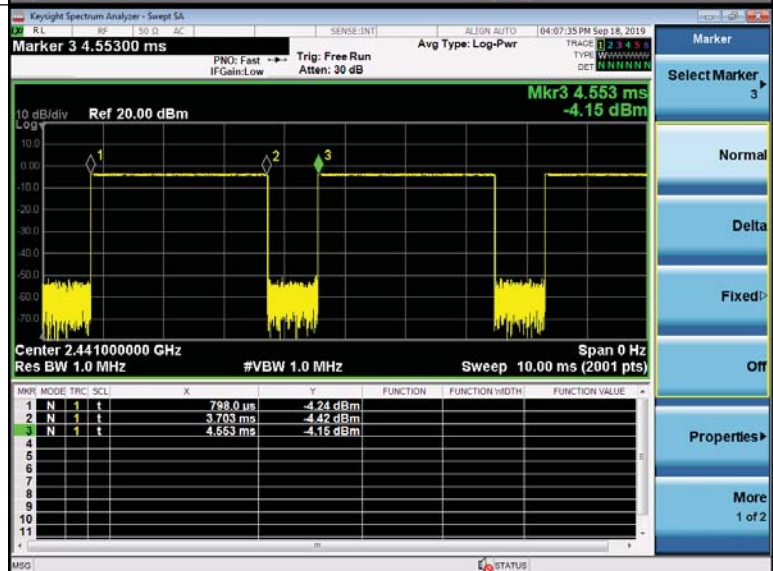 Keysight Spectrum Analyzer - Swept SA
RL RF 50 Ω AC SENSE:INT ALIGN AUTO 04:07:35 PM Sep 18, 2019
Marker 3 4.55300 ms
PNO: Fast
IFGain:Low
Trig: Free Run
Atten: 30 dB
Avg Type: Log-Pwr
TRACE 1 2 3 4 5 6
TYPE
DET N N N N N N
Mkr3 4.553 ms
-4.15 dBm
10 dB/div Ref 20.00 dBm
Log
10.0
0.00
-10.0
-20.0
-30.0
-40.0
-50.0
-60.0
-70.0
1
2
3
Center 2.441000000 GHz Span 0 Hz
Res BW 1.0 MHz #VBW 1.0 MHz Sweep 10.00 ms (2001 pts)
MKR MODE TRC SCL X Y FUNCTION FUNCTION WIDTH FUNCTION VALUE
1 N 1 t 798.0 µs -4.24 dBm
2 N 1 t 3.703 ms -4.42 dBm
3 N 1 t 4.553 ms -4.15 dBm
4
5
6
7
8
9
10
11
MSG STATUS
Marker
Select Marker
3
Normal
Delta
Fixed
Off
Properties
More
1 of 2